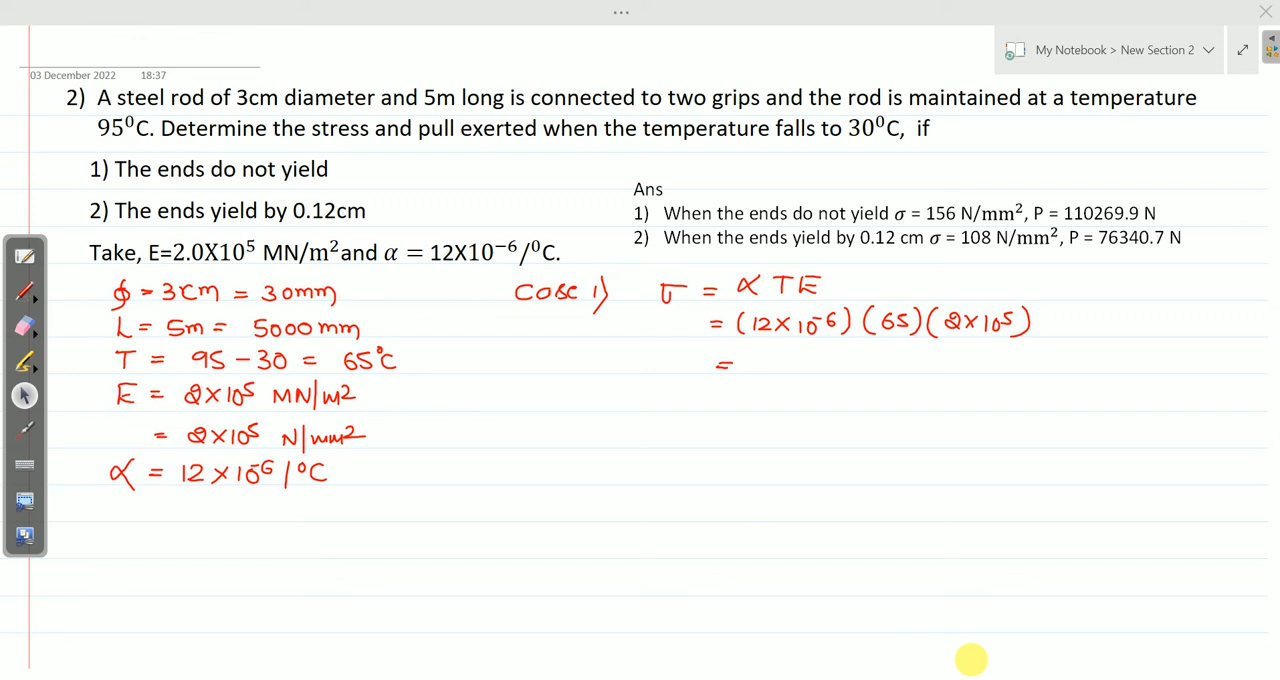 My Notebook > New Section 2
03 December 2022 18:37
2) A steel rod of 3cm diameter and 5m long is connected to two grips and the rod is maintained at a temperature
95⁰C. Determine the stress and pull exerted when the temperature falls to 30⁰C, if
1) The ends do not yield
2) The ends yield by 0.12cm
Take, E=2.0X10⁵ MN/m² and α = 12X10⁻⁶/⁰C.
Ans
1) When the ends do not yield σ = 156 N/mm², P = 110269.9 N
2) When the ends yield by 0.12 cm σ = 108 N/mm², P = 76340.7 N
ϕ = 3cm = 30mm
L = 5m = 5000mm
T = 95 - 30 = 65°C
E = 2×10⁵ MN/m2
= 2×10⁵ N/mm2
α = 12×10⁻⁶/⁰C
Case 1) σ = α T E
= (12×10⁻⁶) (65) (2×10⁵)
=